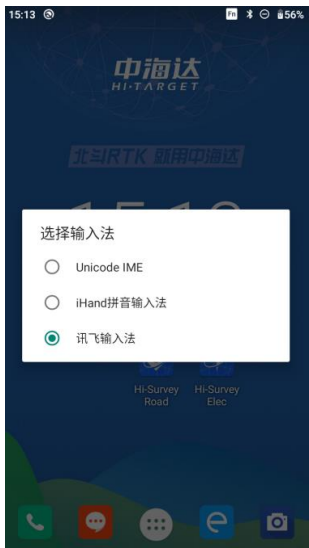 15:13
Fn
56%
中海达
HI-TARGET
北斗RTK 就用中海达
选择输入法
Unicode IME
iHand拼音输入法
讯飞输入法
Hi-Survey Road
Hi-Survey Elec